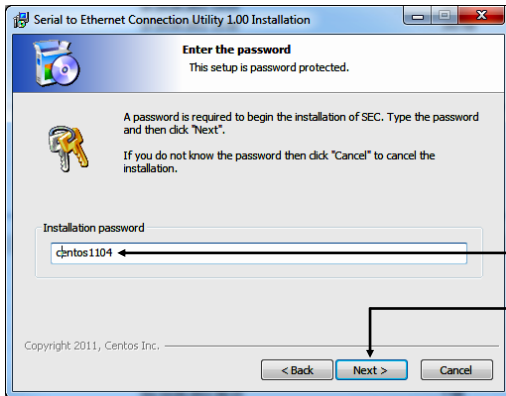 Serial to Ethernet Connection Utility 1.00 Installation
Enter the password
This setup is password protected.
A password is required to begin the installation of SEC. Type the password
and then click "Next".
If you do not know the password then click "Cancel" to cancel the
installation.
Installation password
centos1104
Copyright 2011, Centos Inc.
< Back Next > Cancel